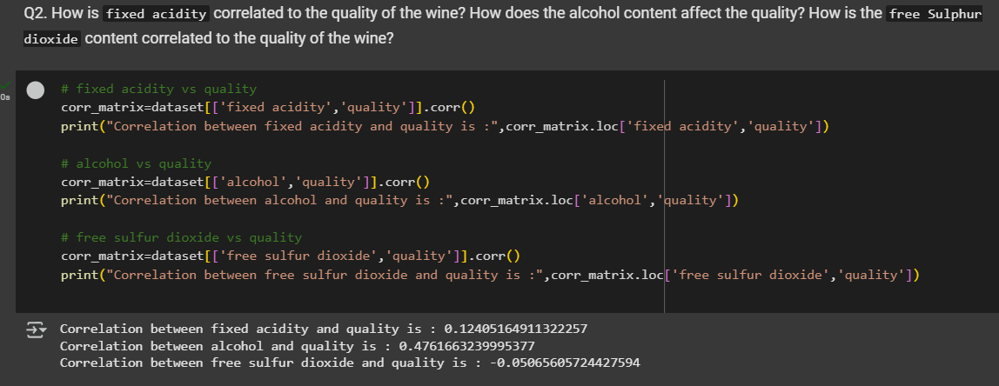 Q2. How is fixed acidity correlated to the quality of the wine? How does the alcohol content affect the quality? How is the free Sulphur
dioxide content correlated to the quality of the wine?
0s
# fixed acidity vs quality
corr_matrix=dataset[['fixed acidity','quality']].corr()
print("Correlation between fixed acidity and quality is :",corr_matrix.loc['fixed acidity','quality'])
# alcohol vs quality
corr_matrix=dataset[['alcohol','quality']].corr()
print("Correlation between alcohol and quality is :",corr_matrix.loc['alcohol','quality'])
# free sulfur dioxide vs quality
corr_matrix=dataset[['free sulfur dioxide','quality']].corr()
print("Correlation between free sulfur dioxide and quality is :",corr_matrix.loc['free sulfur dioxide','quality'])
Correlation between fixed acidity and quality is : 0.12405164911322257
Correlation between alcohol and quality is : 0.4761663239995377
Correlation between free sulfur dioxide and quality is : -0.05065605724427594